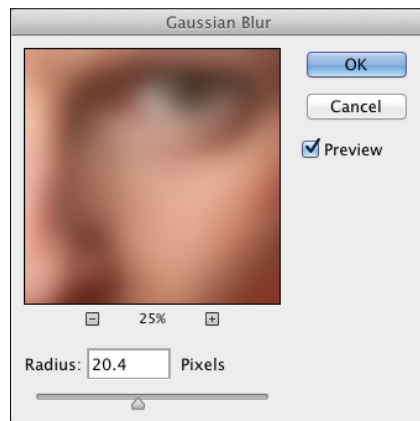 Gaussian Blur
OK
Cancel
Preview
25%
Radius: 20.4 Pixels